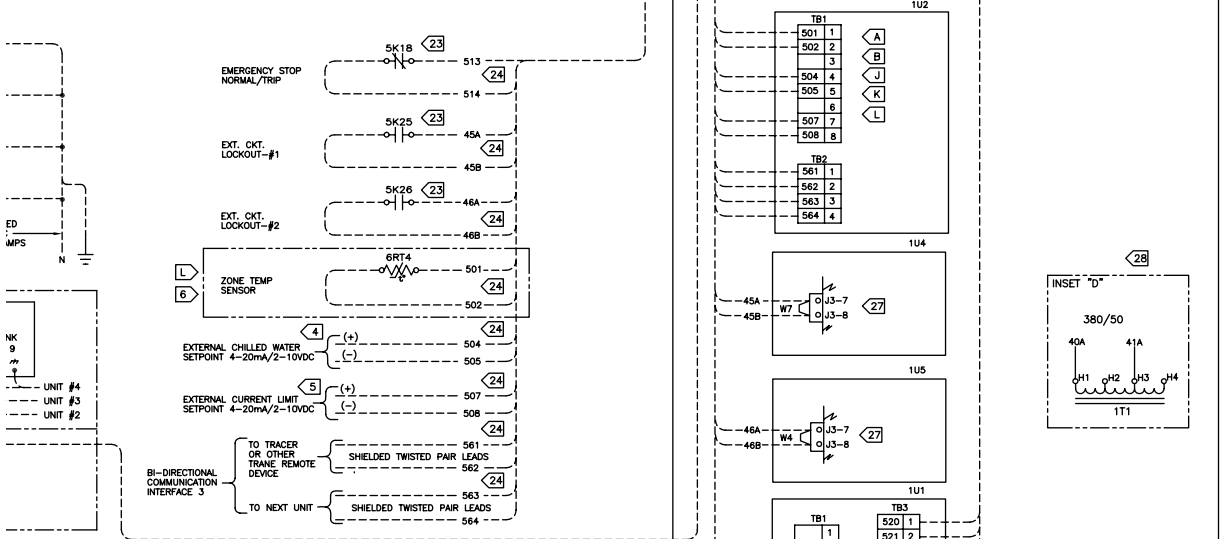 ED
AMPS
N
NK
9
UNIT #4
UNIT #3
UNIT #2
EMERGENCY STOP
NORMAL/TRIP
5K18
23
513
24
514
EXT. CKT.
LOCKOUT-#1
5K25
23
45A
24
45B
EXT. CKT.
LOCKOUT-#2
5K26
23
46A
24
46B
L
6
ZONE TEMP
SENSOR
6RT4
501
24
502
EXTERNAL CHILLED WATER
SETPOINT 4-20mA/2-10VDC
4
(+)
(-)
24
504
505
EXTERNAL CURRENT LIMIT
SETPOINT 4-20mA/2-10VDC
5
(+)
(-)
24
507
508
BI-DIRECTIONAL
COMMUNICATION
INTERFACE 3
TO TRACER
OR OTHER
TRANE REMOTE
DEVICE
24
561
SHIELDED TWISTED PAIR LEADS
562
TO NEXT UNIT
24
563
SHIELDED TWISTED PAIR LEADS
564
1U2
TB1
501 1
502 2
3
504 4
505 5
6
507 7
508 8
A
B
J
K
L
TB2
561 1
562 2
563 3
564 4
1U4
45A
45B
W7
J3-7
J3-8
27
1U5
46A
46B
W4
J3-7
J3-8
27
1U1
TB1
1
TB3
520 1
521 2
28
INSET "D"
380/50
40A
41A
H1
H2
H3
H4
1T1